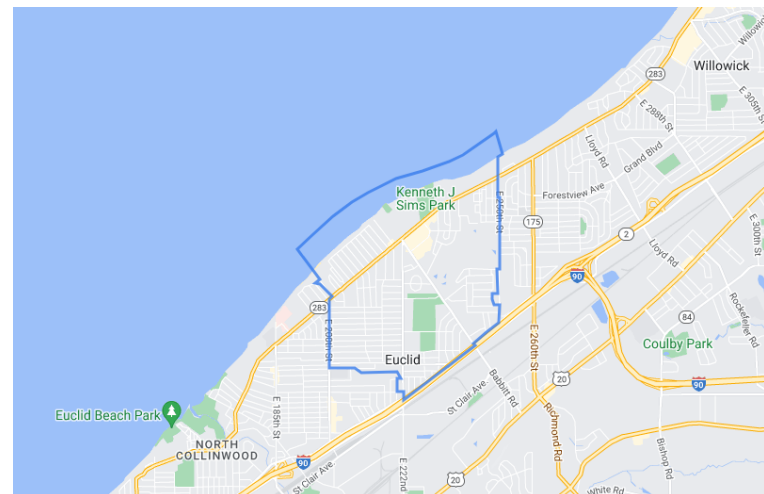 Willowick
283
E 305th St
E 288th St
Lloyd Rd
Grand Blvd
Kenneth J
Sims Park
E 250th St
Forestview Ave
175
2
E 300th St
Lloyd Rd
90
283
E 200th St
Rockefeller Rd
84
Coulby Park
E 260th St
Euclid
Babbitt Rd
20
90
St Clair Ave
E 185th St
Euclid Beach Park
Richmond Rd
NORTH
COLLINWOOD
Bishop Rd
90
St Clair Ave.
E 222nd
20
White Rd